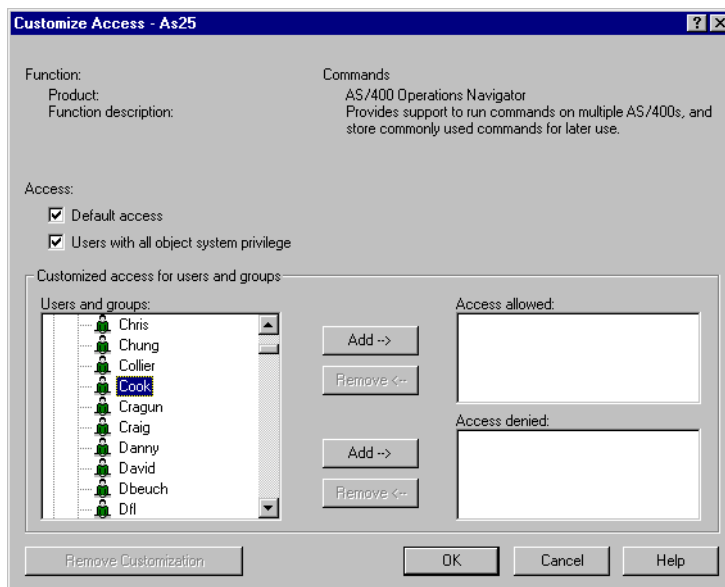 Customize Access - As25
Function: Commands
Product: AS/400 Operations Navigator
Function description: Provides support to run commands on multiple AS/400s, and
store commonly used commands for later use.
Access:
Default access
Users with all object system privilege
Customized access for users and groups
Users and groups:
Chris
Chung
Collier
Cook
Cragun
Craig
Danny
David
Dbeuch
Dfl
Add -->
Remove <--
Add -->
Remove <--
Access allowed:
Access denied:
Remove Customization
OK
Cancel
Help